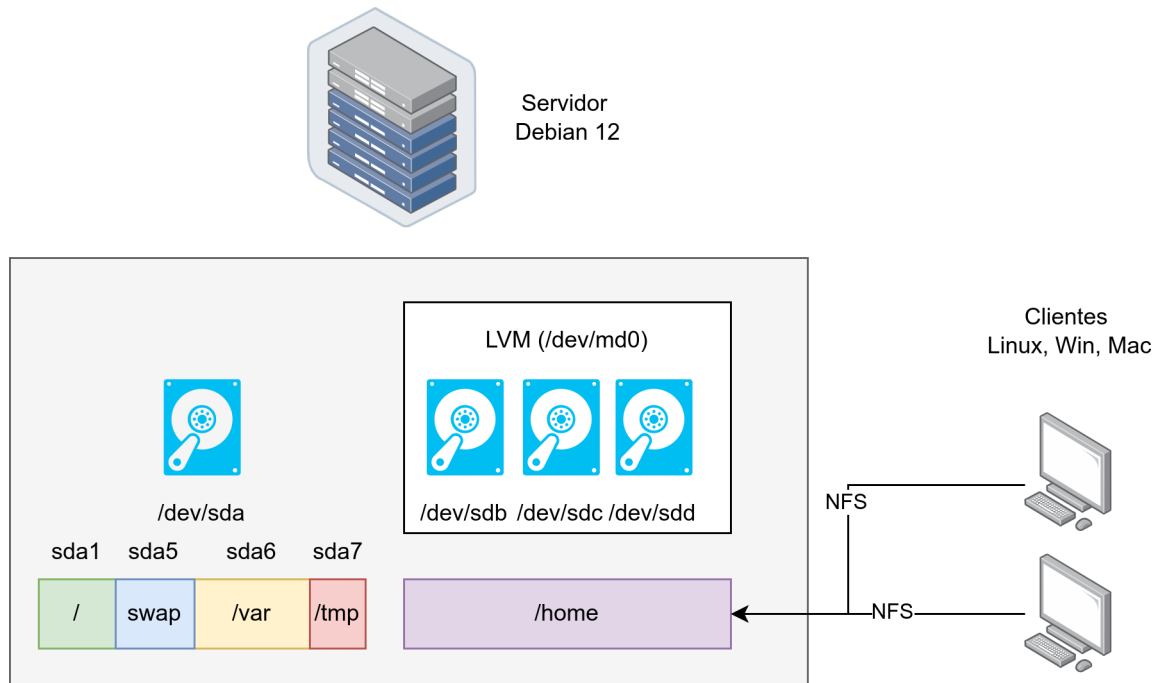 Servidor
Debian 12
LVM (/dev/md0)
Clientes
Linux, Win, Mac
/dev/sda
/dev/sdb /dev/sdc /dev/sdd
NFS
sda1 sda5 sda6 sda7
/ swap /var /tmp
/home
NFS